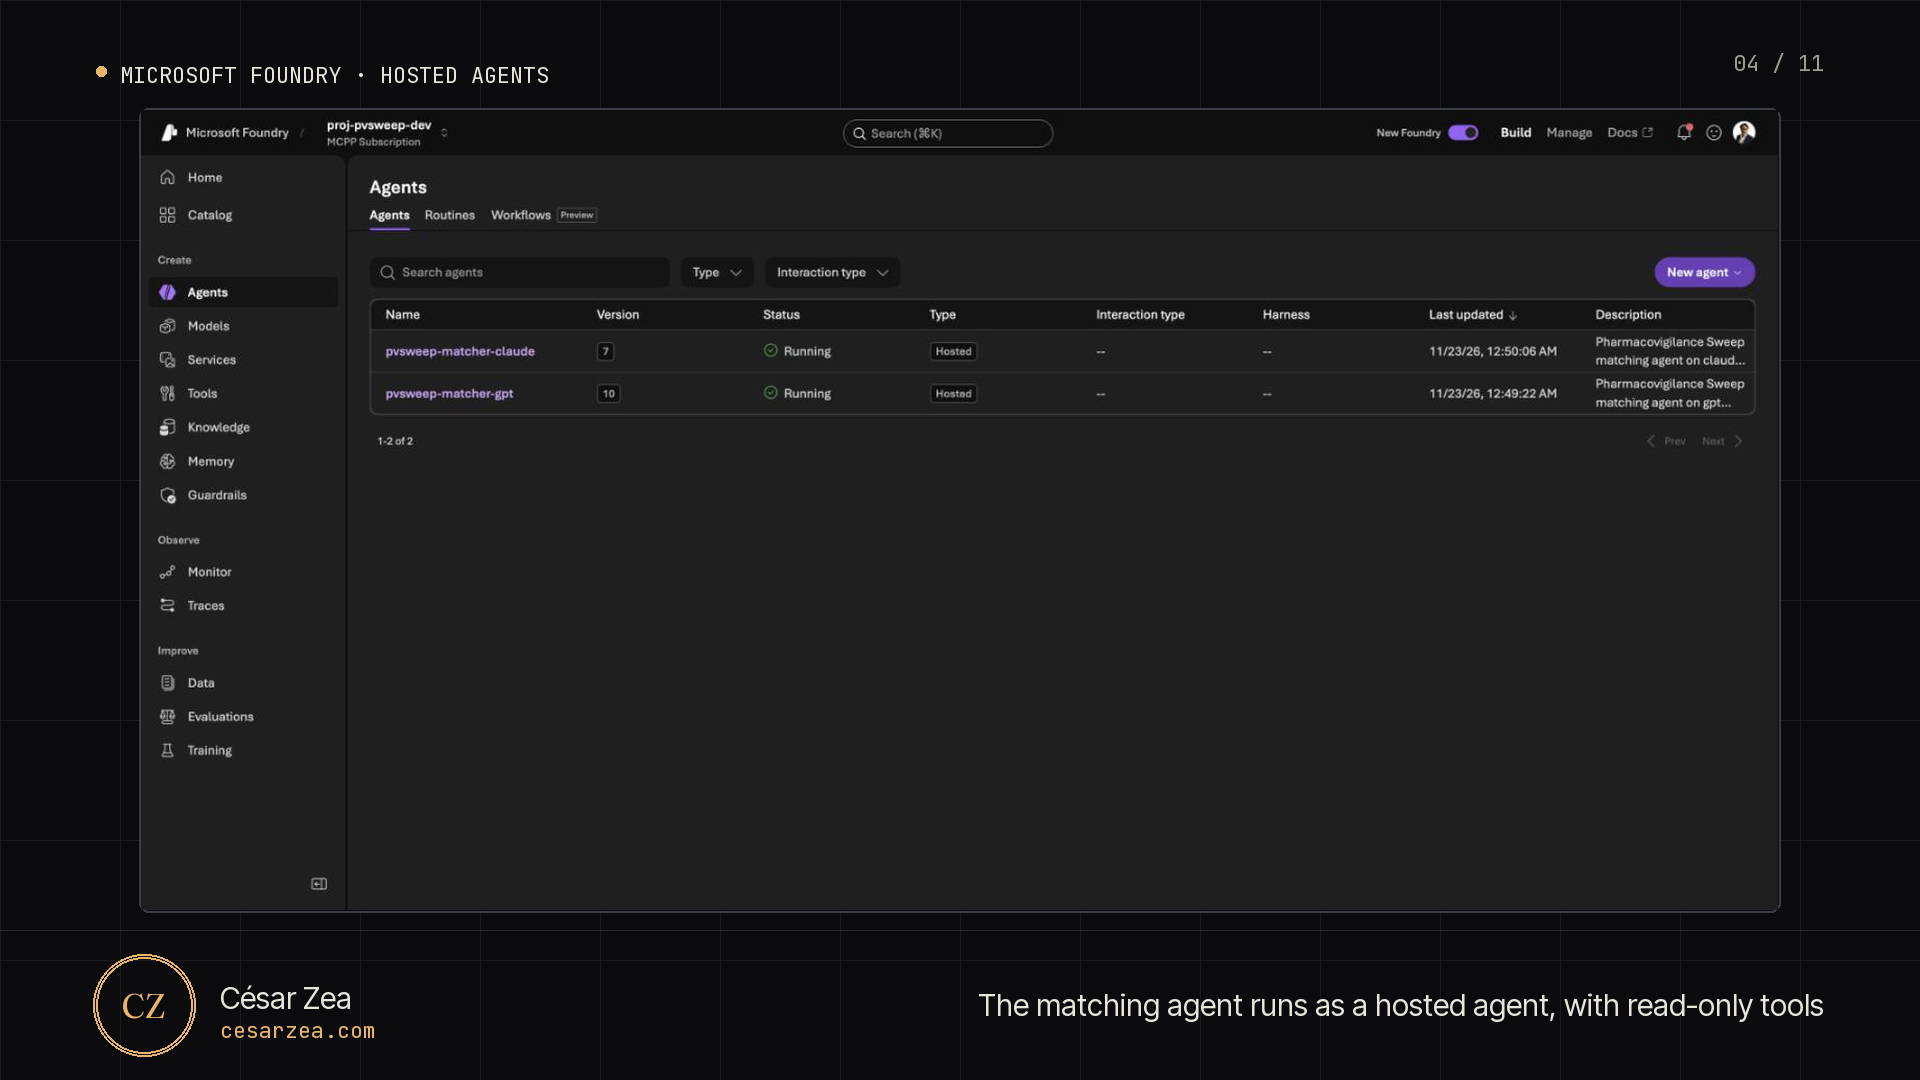 MICROSOFT FOUNDRY · HOSTED AGENTS
04 / 11
Microsoft Foundry /
proj-pvsweep-dev
MCPP Subscription
Search (⌘K)
New Foundry
Build
Manage
Docs
Home
Catalog
Create
Agents
Models
Services
Tools
Knowledge
Memory
Guardrails
Observe
Monitor
Traces
Improve
Data
Evaluations
Training
Agents
Agents Routines Workflows Preview
Search agents
Type
Interaction type
New agent
Name Version Status Type Interaction type Harness Last updated ↓ Description
pvsweep-matcher-claude 7 Running Hosted -- -- 11/23/26, 12:50:06 AM Pharmacovigilance Sweep
matching agent on claud...
pvsweep-matcher-gpt 10 Running Hosted -- -- 11/23/26, 12:49:22 AM Pharmacovigilance Sweep
matching agent on gpt...
1-2 of 2
Prev Next
CZ
César Zea
cesarzea.com
The matching agent runs as a hosted agent, with read-only tools